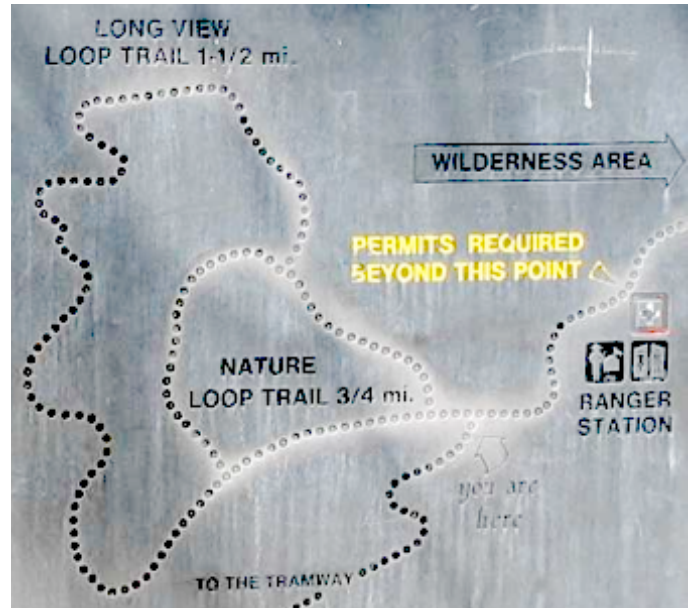 LONG VIEW
LOOP TRAIL 1-1/2 mi.
WILDERNESS AREA
PERMITS REQUIRED
BEYOND THIS POINT
NATURE
LOOP TRAIL 3/4 mi.
RANGER
STATION
you are
here
TO THE TRAMWAY